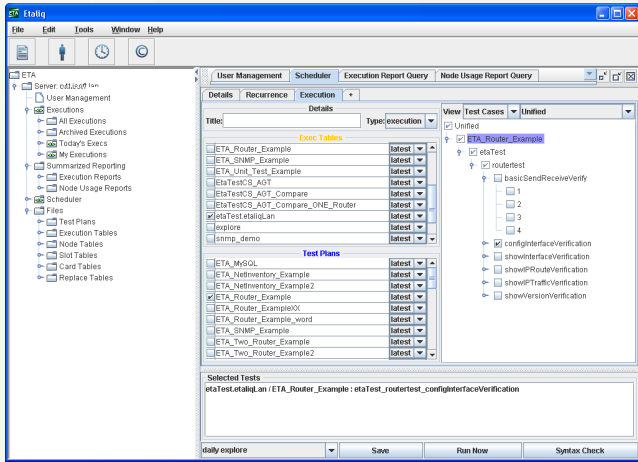 Etaliq
File Edit Tools Window Help
ETA
Server:
User Management
Executions
All Executions
Archived Executions
Today's Execs
My Executions
Summarized Reporting
Execution Reports
Node Usage Reports
Scheduler
Files
Test Plans
Execution Tables
Node Tables
Slot Tables
Card Tables
Replace Tables
User Management Scheduler Execution Report Query Node Usage Report Query
Details Recurrence Execution +
Details
Title: Type: execution
Exec Tables
ETA_Router_Example latest
ETA_SNMP_Example latest
ETA_Unit_Test_Example latest
EtaTestCS_AGT latest
EtaTestCS_AGT_Compare latest
EtaTestCS_AGT_Compare_ONE_Router latest
etaTest.etaliqLan latest
explore latest
snmp_demo latest
Test Plans
ETA_MySQL latest
ETA_NetInventory_Example latest
ETA_NetInventory_Example2 latest
ETA_Router_Example latest
ETA_Router_ExampleXX latest
ETA_Router_Example_word latest
ETA_SNMP_Example latest
ETA_Two_Router_Example latest
ETA_Two_Router_Example2 latest
View Test Cases Unified
Unified
ETA_Router_Example
etaTest
routertest
basicSendReceiveVerify
1
2
3
4
configInterfaceVerification
showInterfaceVerification
showIPRouteVerification
showIPTrafficVerification
showVersionVerification
Selected Tests
etaTest.etaliqLan / ETA_Router_Example : etaTest_routertest_configInterfaceVerification
daily explore Save Run Now Syntax Check